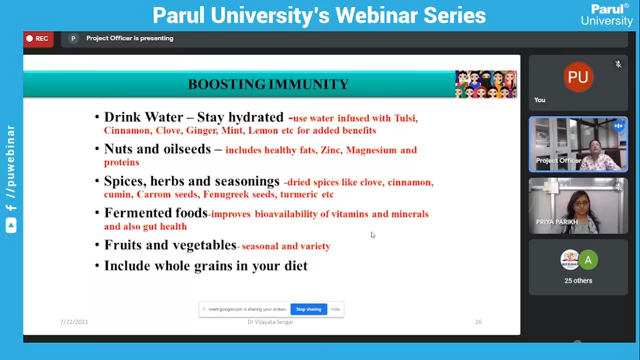 Parul University's Webinar Series
Parul®
University
REC
P
Project Officer is presenting
BOOSTING IMMUNITY
• Drink Water – Stay hydrated -use water infused with Tulsi,
Cinnamon, Clove, Ginger, Mint, Lemon etc for added benefits
• Nuts and oilseeds – includes healthy fats, Zinc, Magnesium and
proteins
• Spices, herbs and seasonings -dried spices like clove, cinnamon,
cumin, Carrom seeds, Fenugreek seeds, turmeric etc
• Fermented foods-improves bioavailability of vitamins and minerals
and also gut health
• Fruits and vegetables- seasonal and variety
• Include whole grains in your diet
meet.google.com is sharing your screen.
Stop sharing
Hide
7/22/2021
Dr Vijayata Sengar
26
PU
You
Project Officer
PRIYA PARIKH
A
25 others
/puwebinar